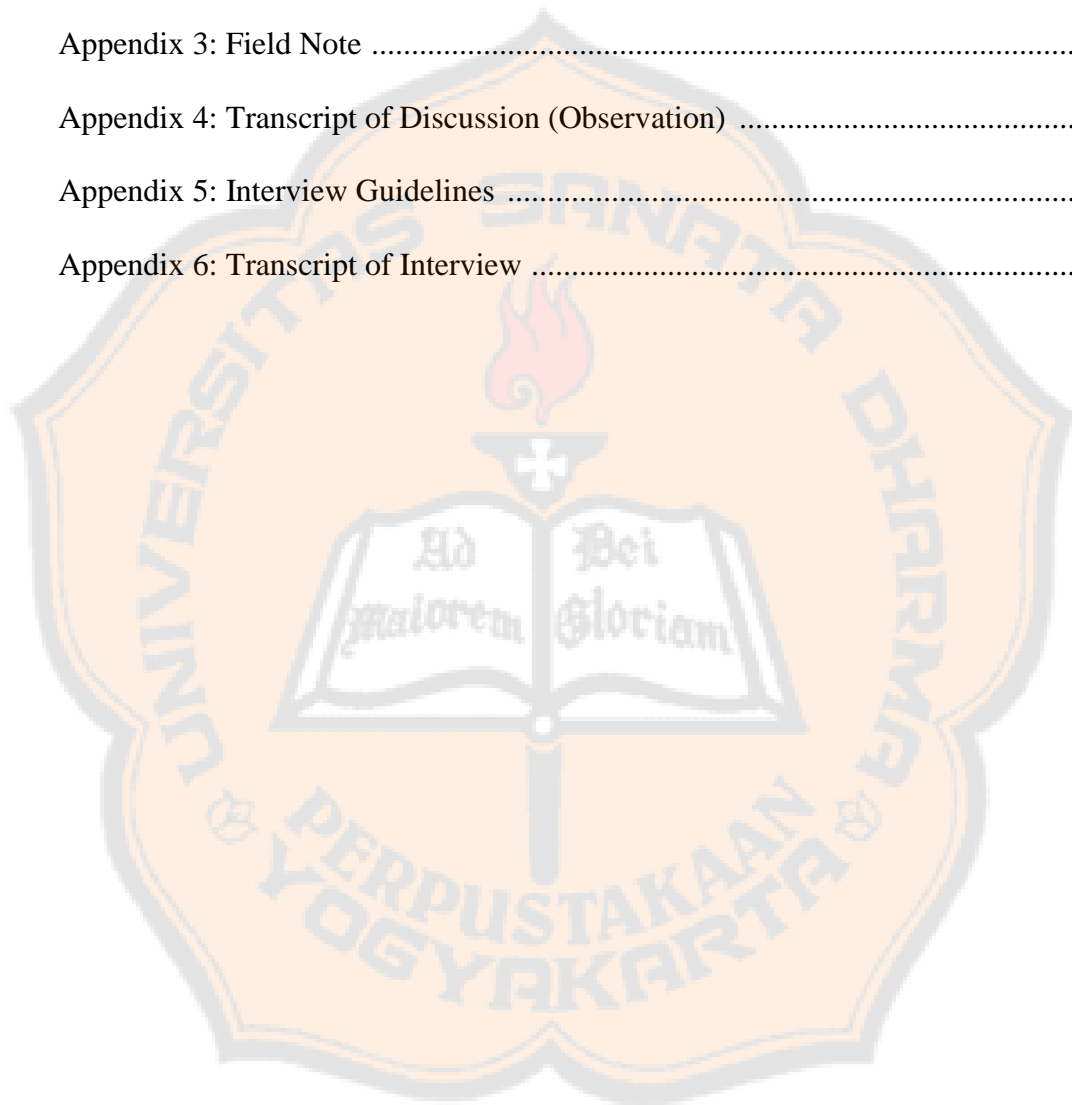 Appendix 3: Field Note ........................................................................................
Appendix 4: Transcript of Discussion (Observation) ..........................................
Appendix 5: Interview Guidelines .......................................................................
Appendix 6: Transcript of Interview ....................................................................
UNIVERSITAS SANATA DHARMA
Ad Dei
maiorem Gloriam
PERPUSTAKAAN
YOGYAKARTA